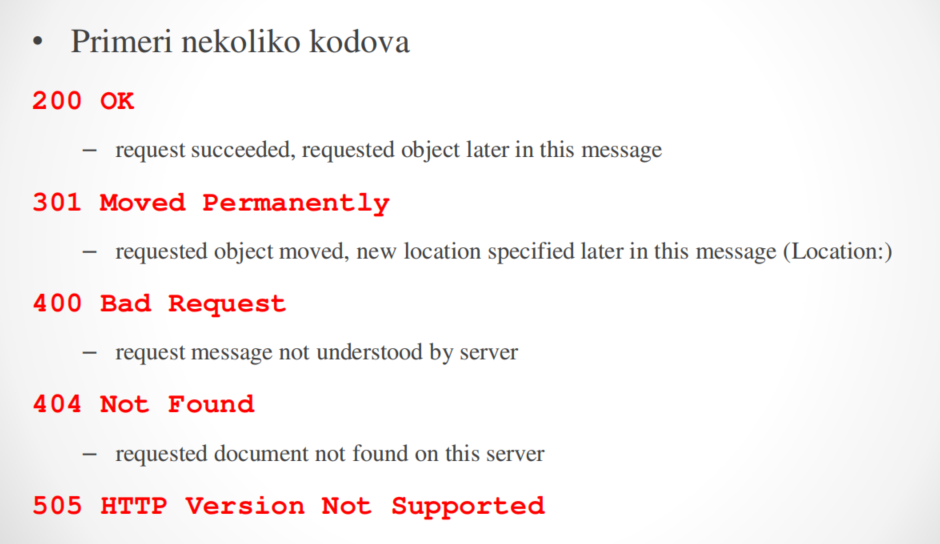 • Primeri nekoliko kodova
200 OK
– request succeeded, requested object later in this message
301 Moved Permanently
– requested object moved, new location specified later in this message (Location:)
400 Bad Request
– request message not understood by server
404 Not Found
– requested document not found on this server
505 HTTP Version Not Supported